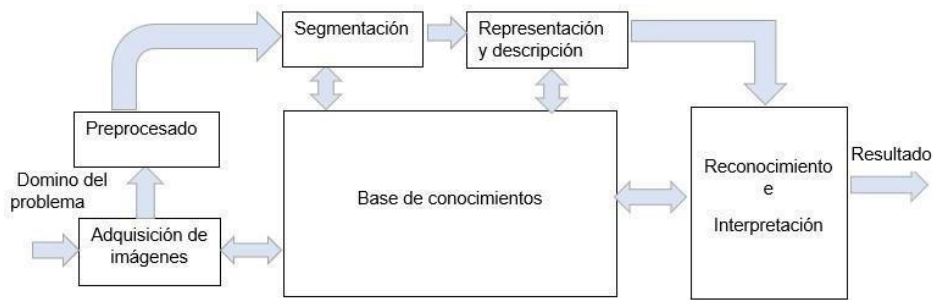 Segmentación
Representación
y descripción
Preprocesado
Domino del
problema
Adquisición de
imágenes
Base de conocimientos
Reconocimiento
e
Interpretación
Resultado